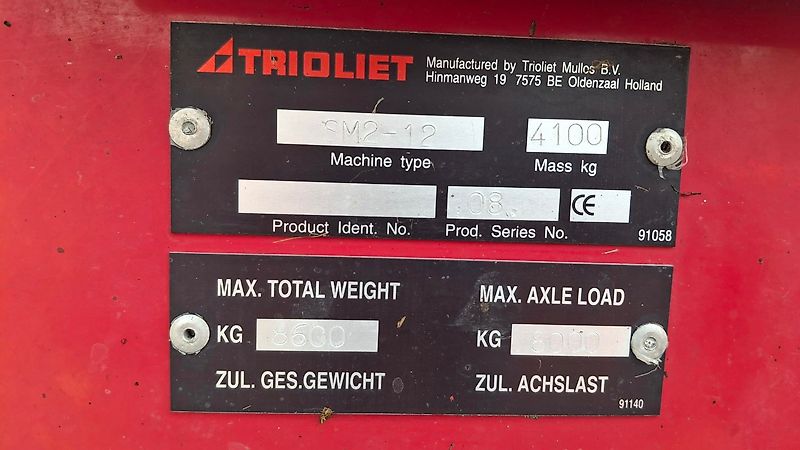 TRIOLIET
Manufactured by Trioliet Mullos B.V.
Hinmanweg 19 7575 BE Oldenzaal Holland
SM2-12 4100
Machine type Mass kg
08 CE
Product Ident. No. Prod. Series No. 91058
MAX. TOTAL WEIGHT MAX. AXLE LOAD
KG 8600 KG 8000
ZUL. GES.GEWICHT ZUL. ACHSLAST
91140